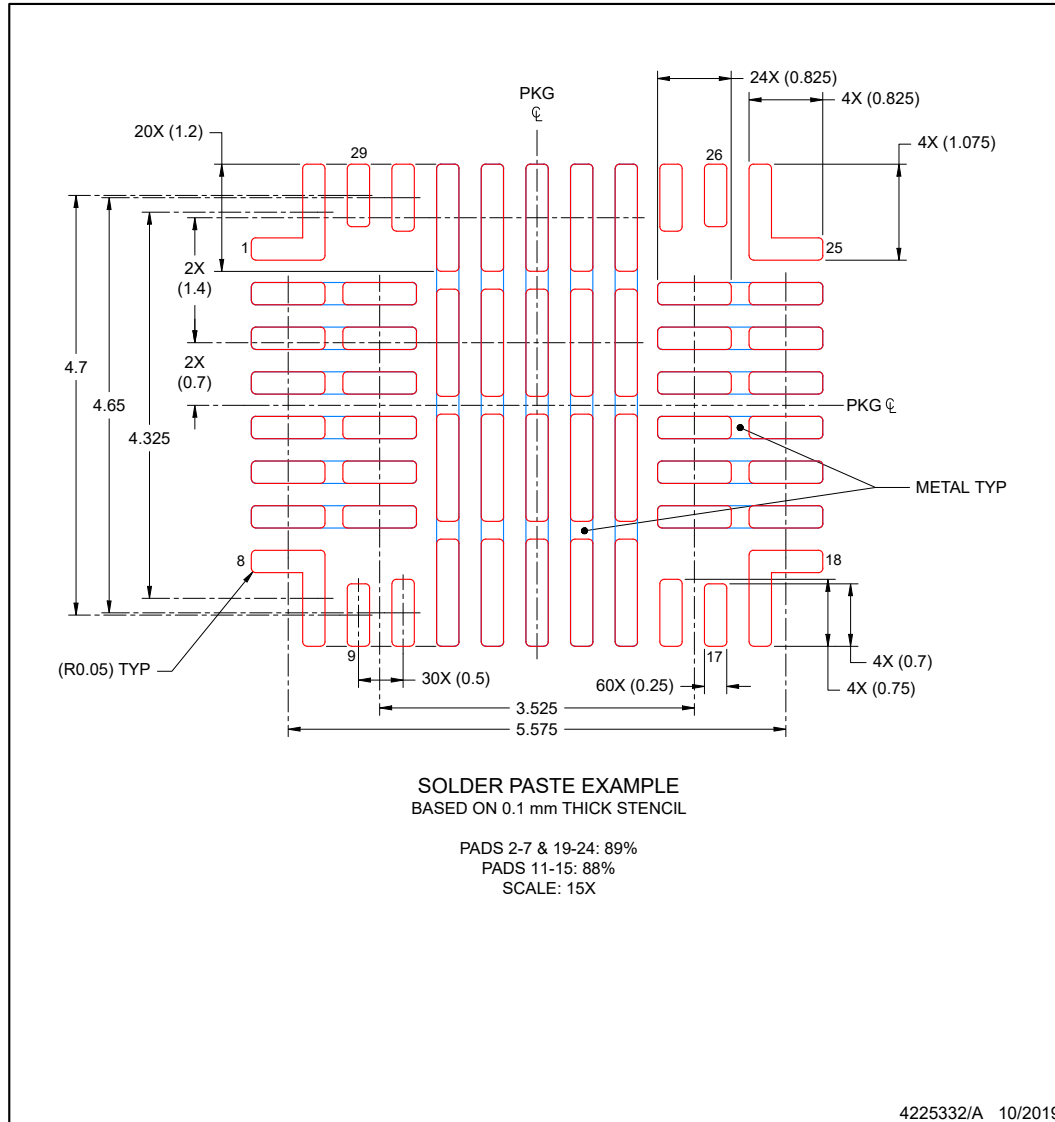 PKG
℄
24X (0.825)
4X (0.825)
20X (1.2)
29
26
4X (1.075)
1
25
2X
(1.4)
4.7
2X
(0.7)
4.65
PKG ℄
4.325
METAL TYP
8
18
(R0.05) TYP
9
17
30X (0.5)
60X (0.25)
4X (0.7)
4X (0.75)
3.525
5.575
SOLDER PASTE EXAMPLE
BASED ON 0.1 mm THICK STENCIL
PADS 2-7 & 19-24: 89%
PADS 11-15: 88%
SCALE: 15X
4225332/A 10/2019